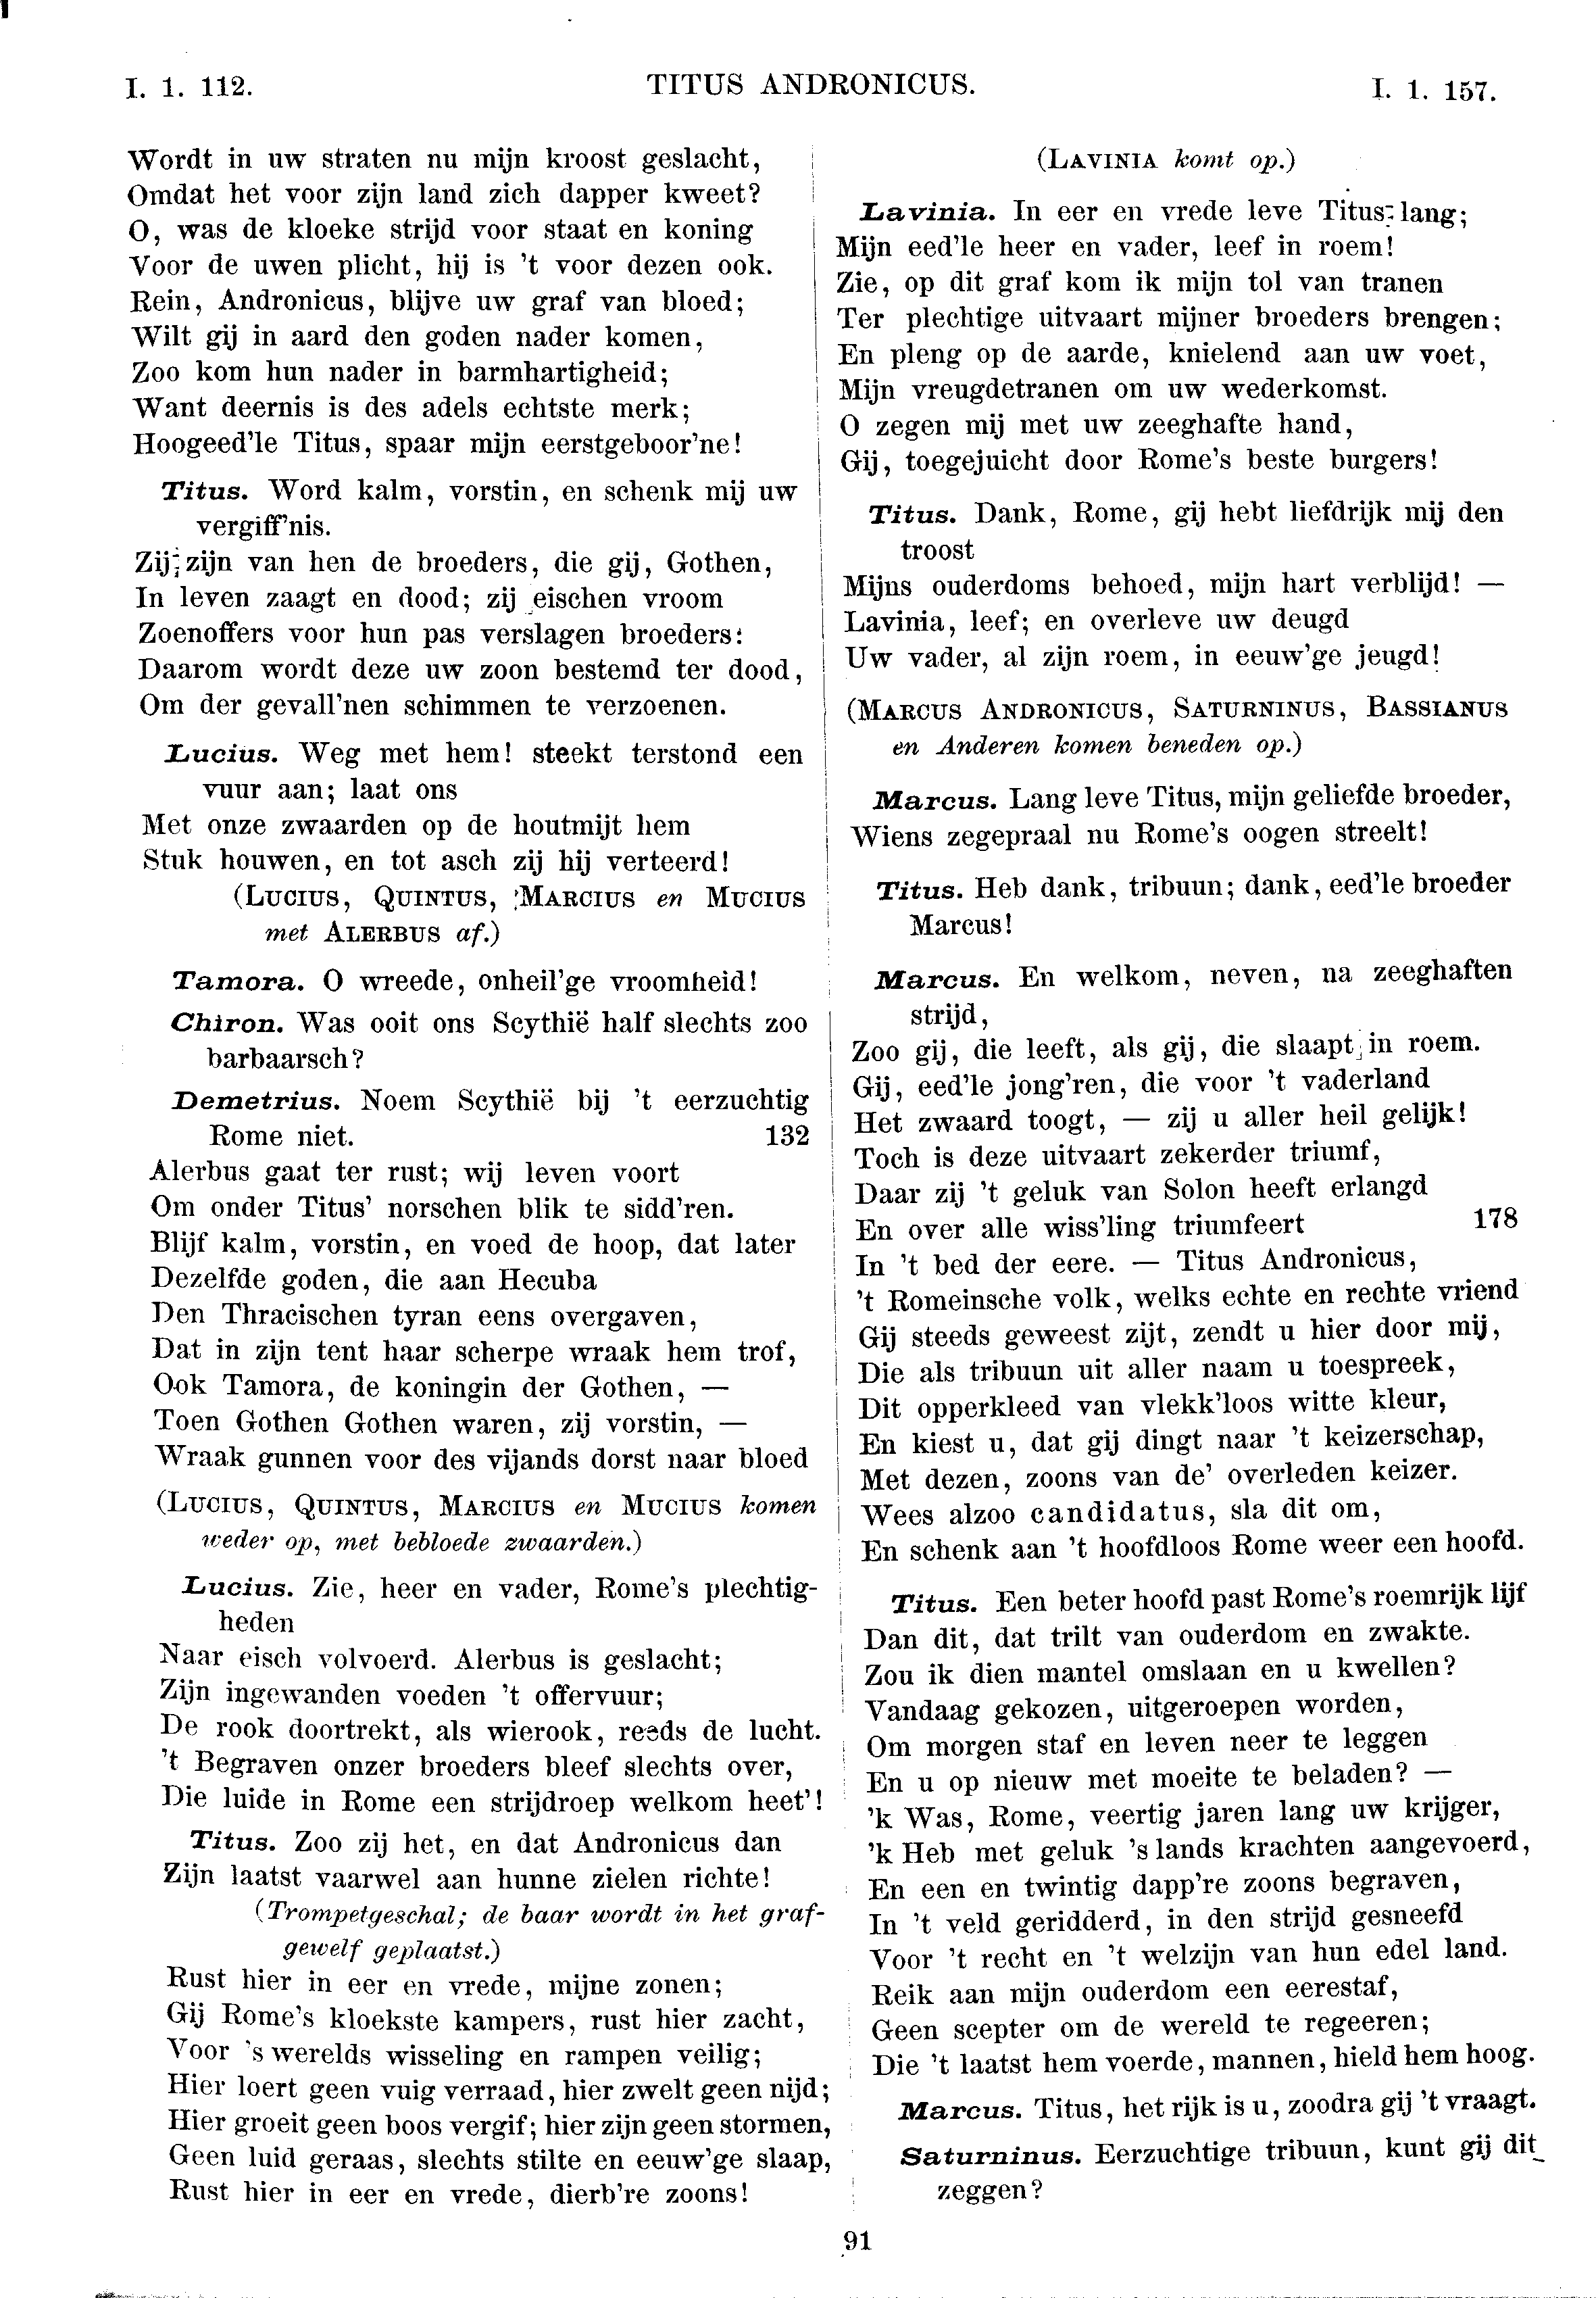 I. 1. 112.
TITUS ANDRONICUS.
I. 1. 157.
Wordt in uw straten nu mijn kroost geslacht,
Omdat het voor zijn land zich dapper kweet?
O, was de kloeke strijd voor staat en koning
Voor de uwen plicht, hij is 't voor dezen ook.
Rein, Andronicus, blijve uw graf van bloed;
Wilt gij in aard den goden nader komen,
Zoo kom hun nader in barmhartigheid;
Want deernis is des adels echtste merk;
Hoogeed'le Titus, spaar mijn eerstgeboor'ne!
Titus. Word kalm, vorstin, en schenk mij uw
vergiff'nis.
Zij zijn van hen de broeders, die gij, Gothen,
In leven zaagt en dood; zij eischen vroom
Zoenoffers voor hun pas verslagen broeders:
Daarom wordt deze uw zoon bestemd ter dood,
Om der gevall'nen schimmen te verzoenen.
Lucius. Weg met hem! steekt terstond een
vuur aan; laat ons
Met onze zwaarden op de houtmijt hem
Stuk houwen, en tot asch zij hij verteerd!
(LUCIUS, QUINTUS, MARCIUS en MUCIUS
met ALERBUS af.)
Tamora. O wreede, onheil'ge vroomheid!
Chiron. Was ooit ons Scythië half slechts zoo
barbaarsch?
Demetrius. Noem Scythië bij 't eerzuchtig
Rome niet. 132
Alerbus gaat ter rust; wij leven voort
Om onder Titus' norschen blik te sidd'ren.
Blijf kalm, vorstin, en voed de hoop, dat later
Dezelfde goden, die aan Hecuba
Den Thracischen tyran eens overgaven,
Dat in zijn tent haar scherpe wraak hem trof,
Ook Tamora, de koningin der Gothen, —
Toen Gothen Gothen waren, zij vorstin, —
Wraak gunnen voor des vijands dorst naar bloed
(LUCIUS, QUINTUS, MARCIUS en MUCIUS komen
weder op, met bebloede zwaarden.)
Lucius. Zie, heer en vader, Rome's plechtig-
heden
Naar eisch volvoerd. Alerbus is geslacht;
Zijn ingewanden voeden 't offervuur;
De rook doortrekt, als wierook, reeds de lucht.
't Begraven onzer broeders bleef slechts over,
Die luide in Rome een strijdroep welkom heet'!
Titus. Zoo zij het, en dat Andronicus dan
Zijn laatst vaarwel aan hunne zielen richte!
(Trompetgeschal; de baar wordt in het graf-
gewelf geplaatst.)
Rust hier in eer en vrede, mijne zonen;
Gij Rome's kloekste kampers, rust hier zacht,
Voor 's werelds wisseling en rampen veilig;
Hier loert geen vuig verraad, hier zwelt geen nijd;
Hier groeit geen boos vergif; hier zijn geen stormen,
Geen luid geraas, slechts stilte en eeuw'ge slaap,
Rust hier in eer en vrede, dierb're zoons!
(LAVINIA komt op.)
Lavinia. In eer en vrede leve Titus lang;
Mijn eed'le heer en vader, leef in roem!
Zie, op dit graf kom ik mijn tol van tranen
Ter plechtige uitvaart mijner broeders brengen;
En pleng op de aarde, knielend aan uw voet,
Mijn vreugdetranen om uw wederkomst.
O zegen mij met uw zeeghafte hand,
Gij, toegejuicht door Rome's beste burgers!
Titus. Dank, Rome, gij hebt liefdrijk mij den
troost
Mijns ouderdoms behoed, mijn hart verblijd! —
Lavinia, leef; en overleve uw deugd
Uw vader, al zijn roem, in eeuw'ge jeugd!
(MARCUS ANDRONICUS, SATURNINUS, BASSIANUS
en Anderen komen beneden op.)
Marcus. Lang leve Titus, mijn geliefde broeder,
Wiens zegepraal nu Rome's oogen streelt!
Titus. Heb dank, tribuun; dank, eed'le broeder
Marcus!
Marcus. En welkom, neven, na zeeghaften
strijd,
Zoo gij, die leeft, als gij, die slaapt in roem.
Gij, eed'le jong'ren, die voor 't vaderland
Het zwaard toogt, — zij u aller heil gelijk!
Toch is deze uitvaart zekerder triumf,
Daar zij 't geluk van Solon heeft erlangd
En over alle wiss'ling triumfeert 178
In 't bed der eere. — Titus Andronicus,
't Romeinsche volk, welks echte en rechte vriend
Gij steeds geweest zijt, zendt u hier door mij,
Die als tribuun uit aller naam u toespreek,
Dit opperkleed van vlekk'loos witte kleur,
En kiest u, dat gij dingt naar 't keizerschap,
Met dezen, zoons van de' overleden keizer.
Wees alzoo candidatus, sla dit om,
En schenk aan 't hoofdloos Rome weer een hoofd.
Titus. Een beter hoofd past Rome's roemrijk lijf
Dan dit, dat trilt van ouderdom en zwakte.
Zou ik dien mantel omslaan en u kwellen?
Vandaag gekozen, uitgeroepen worden,
Om morgen staf en leven neer te leggen
En u op nieuw met moeite te beladen? —
'k Was, Rome, veertig jaren lang uw krijger,
'k Heb met geluk 's lands krachten aangevoerd,
En een en twintig dapp're zoons begraven,
In 't veld geridderd, in den strijd gesneefd
Voor 't recht en 't welzijn van hun edel land.
Reik aan mijn ouderdom een eerestaf,
Geen scepter om de wereld te regeeren;
Die 't laatst hem voerde, mannen, hield hem hoog.
Marcus. Titus, het rijk is u, zoodra gij 't vraagt.
Saturninus. Eerzuchtige tribuun, kunt gij dit
zeggen?
91